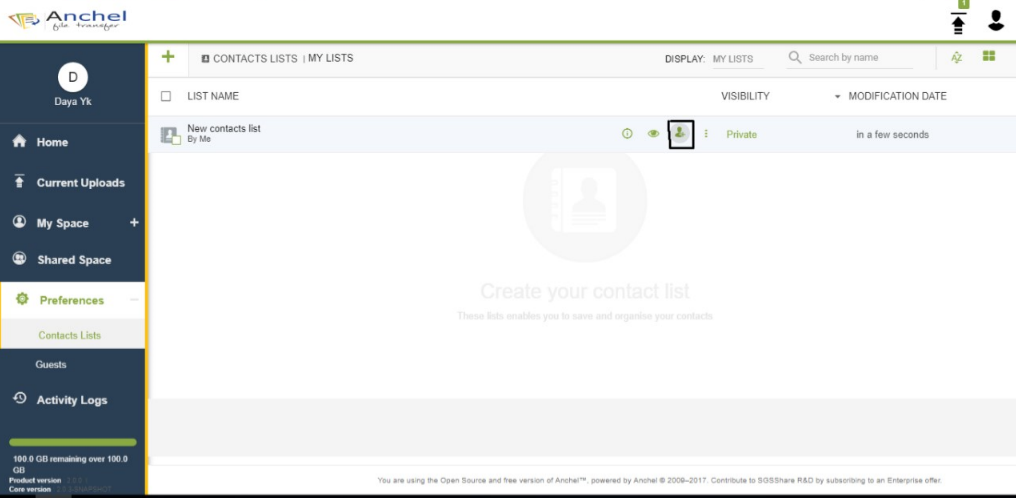 Anchel
file transfer
1
D
Daya Yk
Home
Current Uploads
My Space
Shared Space
Preferences
Contacts Lists
Guests
Activity Logs
100.0 GB remaining over 100.0
GB
Product version
Core version
CONTACTS LISTS | MY LISTS
DISPLAY: MY LISTS
Search by name
LIST NAME
VISIBILITY
MODIFICATION DATE
New contacts list
By Me
Private
in a few seconds
Create your contact list
These lists enables you to save and organise your contacts
You are using the Open Source and free version of Anchel™, powered by Anchel © 2009–2017. Contribute to SGSShare R&D by subscribing to an Enterprise offer.